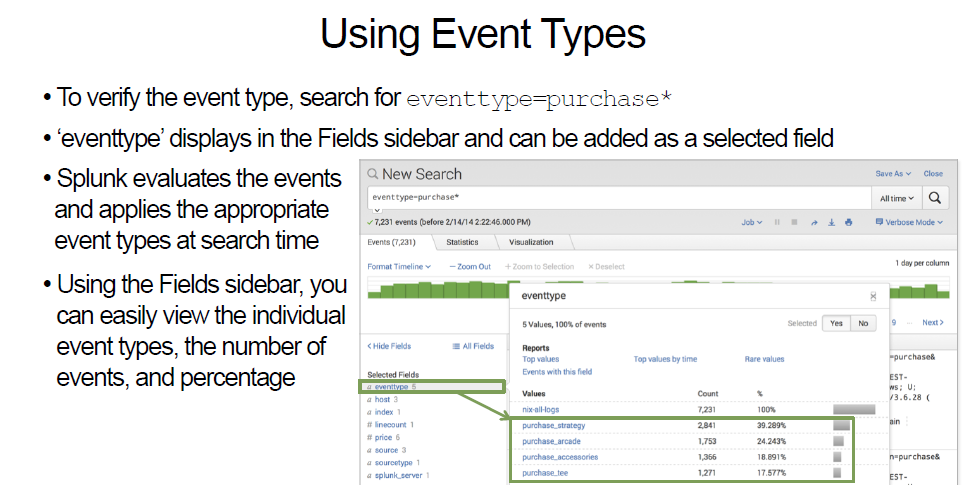 Using Event Types
• To verify the event type, search for eventtype=purchase*
• ‘eventtype’ displays in the Fields sidebar and can be added as a selected field
• Splunk evaluates the events
and applies the appropriate
event types at search time
• Using the Fields sidebar, you
can easily view the individual
event types, the number of
events, and percentage
New Search
Save As Close
eventtype=purchase*
All time
7,231 events (before 2/14/14 2:22:46.000 PM)
Job
Verbose Mode
Events (7,231) Statistics Visualization
Format Timeline – Zoom Out + Zoom to Selection × Deselect
1 day per column
eventtype
5 Values, 100% of events
Selected Yes No
9 ... Next >
< Hide Fields All Fields
Reports
Top values Top values by time Rare values
Events with this field
Selected Fields
a eventtype 5
a host 3
a index 1
# linecount 1
# price 6
a source 3
a sourcetype 1
a splunk_server 1
Values Count %
nix-all-logs 7,231 100%
purchase_strategy 2,841 39.289%
purchase_arcade 1,753 24.243%
purchase_accessories 1,366 18.891%
purchase_tee 1,271 17.577%
=purchase&
EST-
ws; U;
/3.6.28 (
ain
n=purchase&
EST-